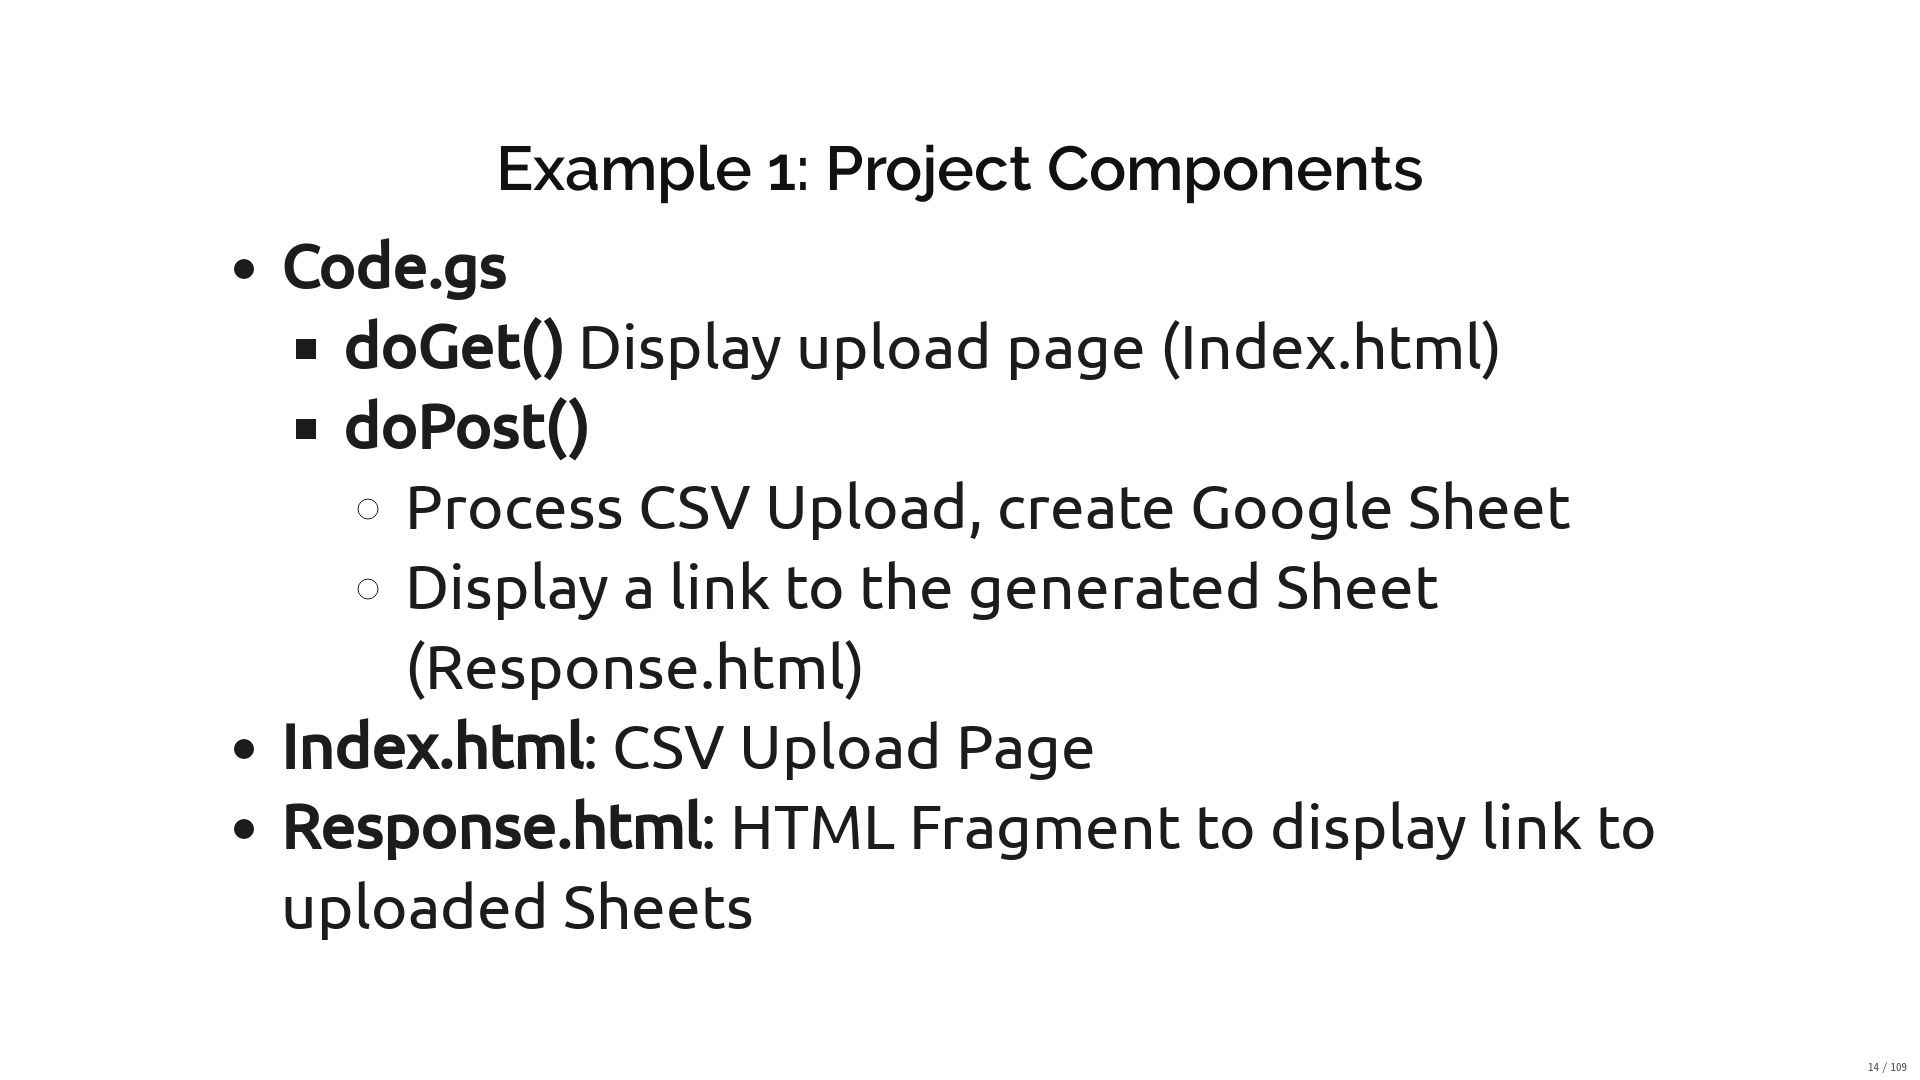 Example 1: Project Components
Code.gs
doGet() Display upload page (Index.html)
doPost()
Process CSV Upload, create Google Sheet
Display a link to the generated Sheet
(Response.html)
Index.html: CSV Upload Page
Response.html: HTML Fragment to display link to
uploaded Sheets
14 / 109